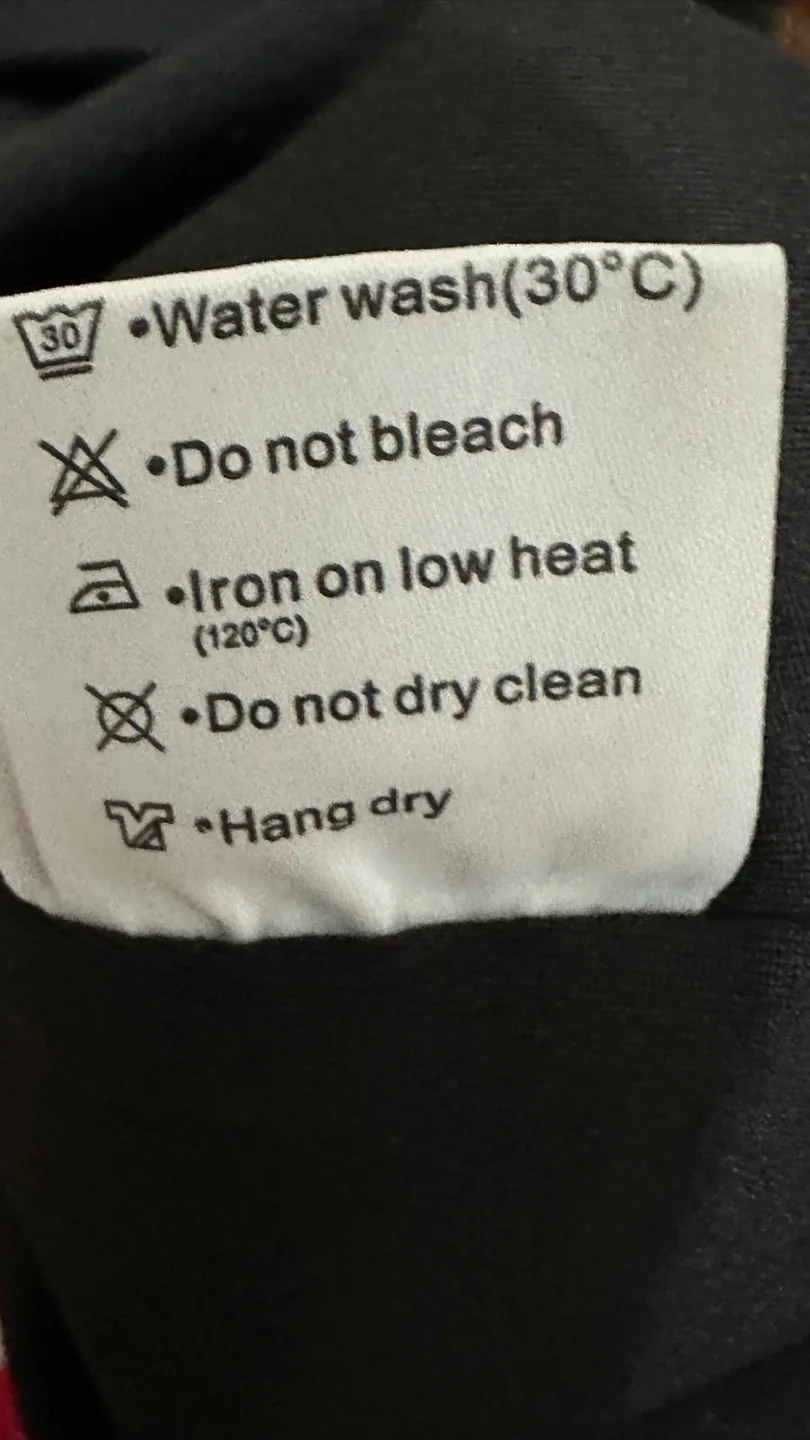 30 •Water wash(30°C)
•Do not bleach
•Iron on low heat
(120°C)
•Do not dry clean
•Hang dry